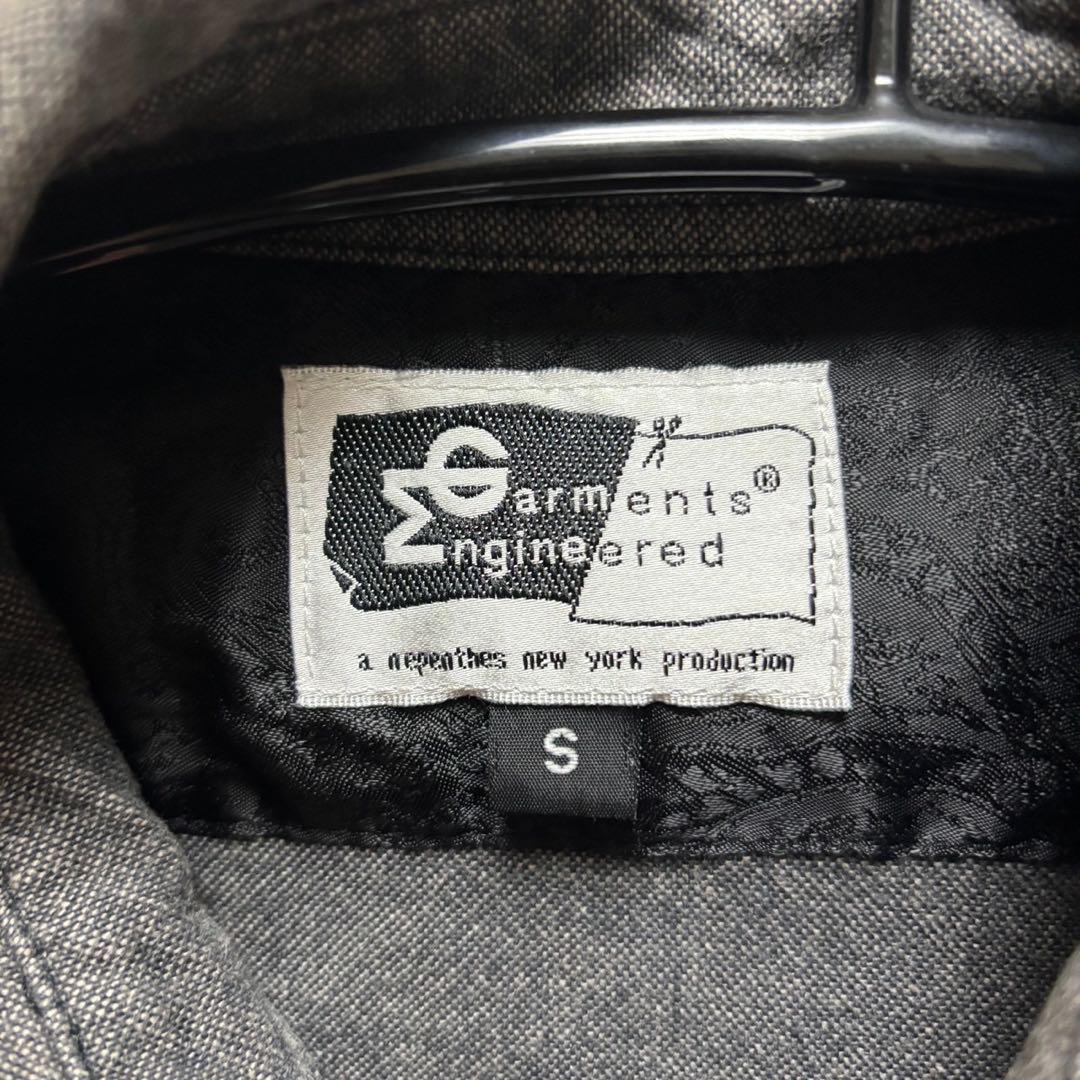 Garments®
Engineered
a nepenthes new york production
S